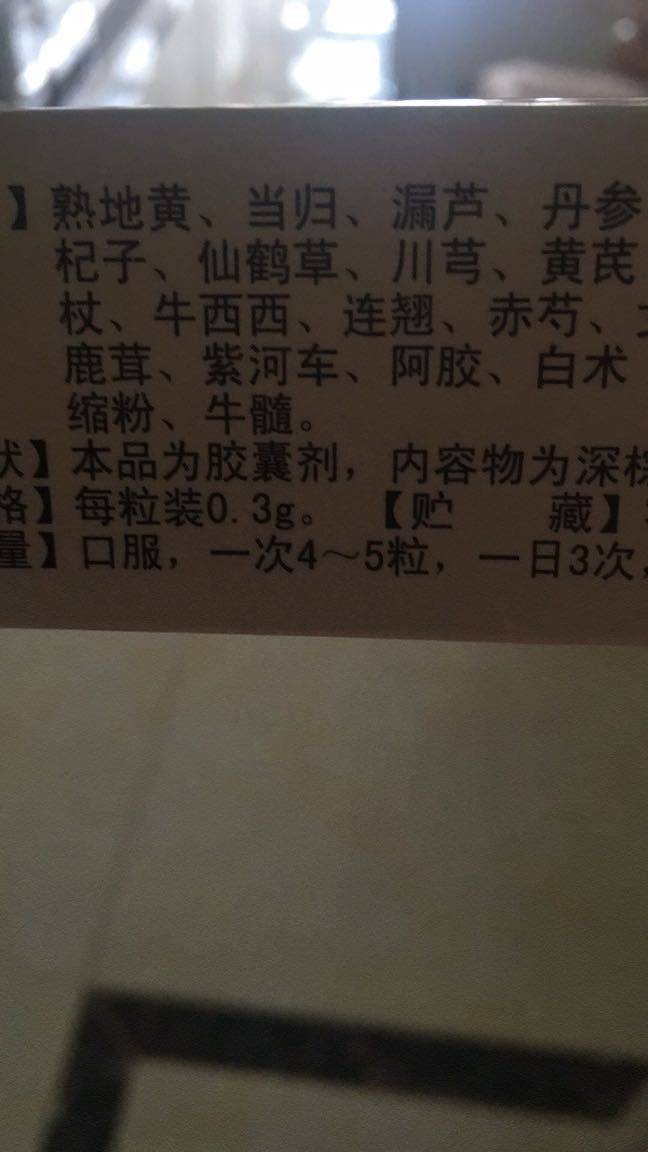 】熟地黄、当归、漏芦、丹参
杞子、仙鹤草、川芎、黄芪
杖、牛西西、连翘、赤芍、
鹿茸、紫河车、阿胶、白术
缩粉、牛髓。
状】本品为胶囊剂，内容物为深棕
格】每粒装0.3g。 【贮 藏】
量】口服，一次4～5粒，一日3次，